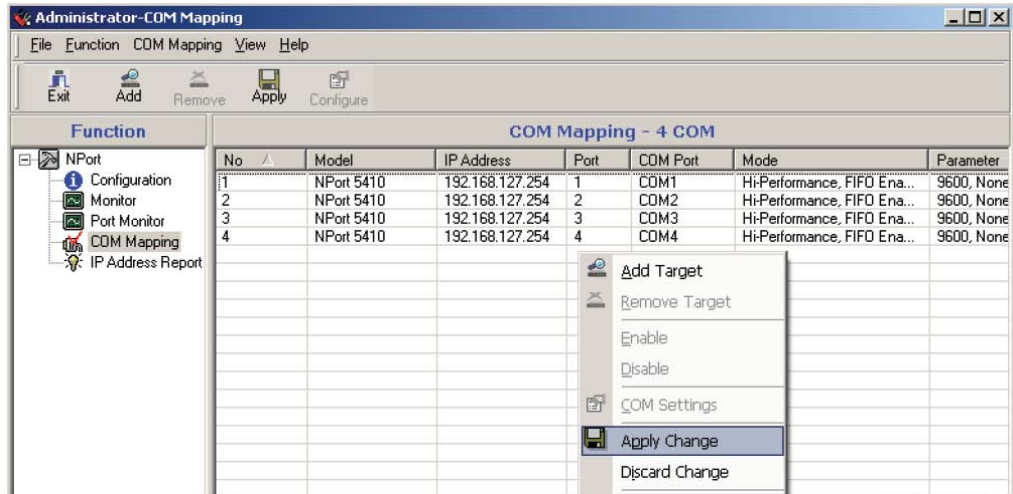 Administrator-COM Mapping
File Function COM Mapping View Help
Exit Add Remove Apply Configure
Function
COM Mapping - 4 COM
NPort
Configuration
Monitor
Port Monitor
COM Mapping
IP Address Report
No Model IP Address Port COM Port Mode Parameter
1 NPort 5410 192.168.127.254 1 COM1 Hi-Performance, FIFO Ena... 9600, None
2 NPort 5410 192.168.127.254 2 COM2 Hi-Performance, FIFO Ena... 9600, None
3 NPort 5410 192.168.127.254 3 COM3 Hi-Performance, FIFO Ena... 9600, None
4 NPort 5410 192.168.127.254 4 COM4 Hi-Performance, FIFO Ena... 9600, None
Add Target
Remove Target
Enable
Disable
COM Settings
Apply Change
Discard Change